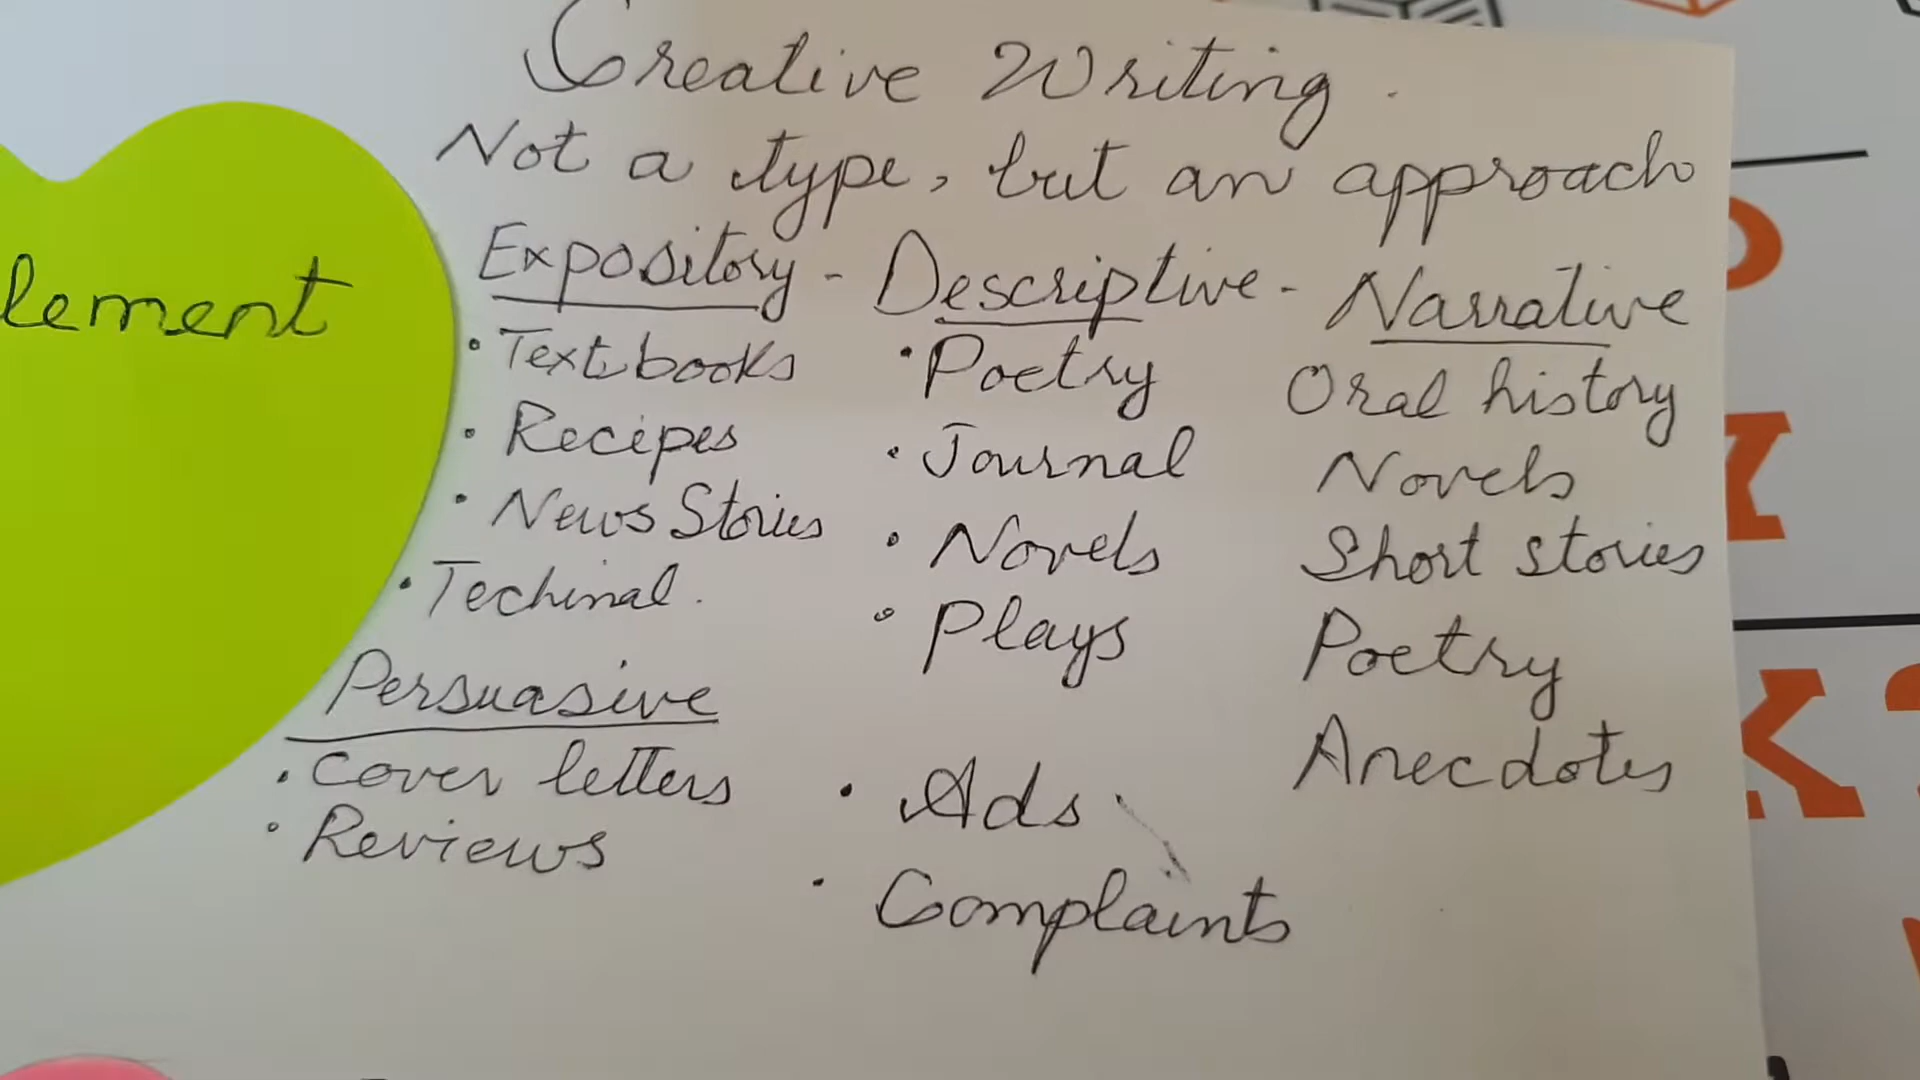 Creative Writing.
Not a type, but an approach
Expository - Descriptive - Narrative
• Textbooks
• Recipes
• News Stories
• Techinal.
• Poetry
• Journal
• Novels
• Plays
Oral history
Novels
Short stories
Poetry
Anecdotes
Persuasive
• Cover letters
• Reviews
• Ads
• Complaints
lement